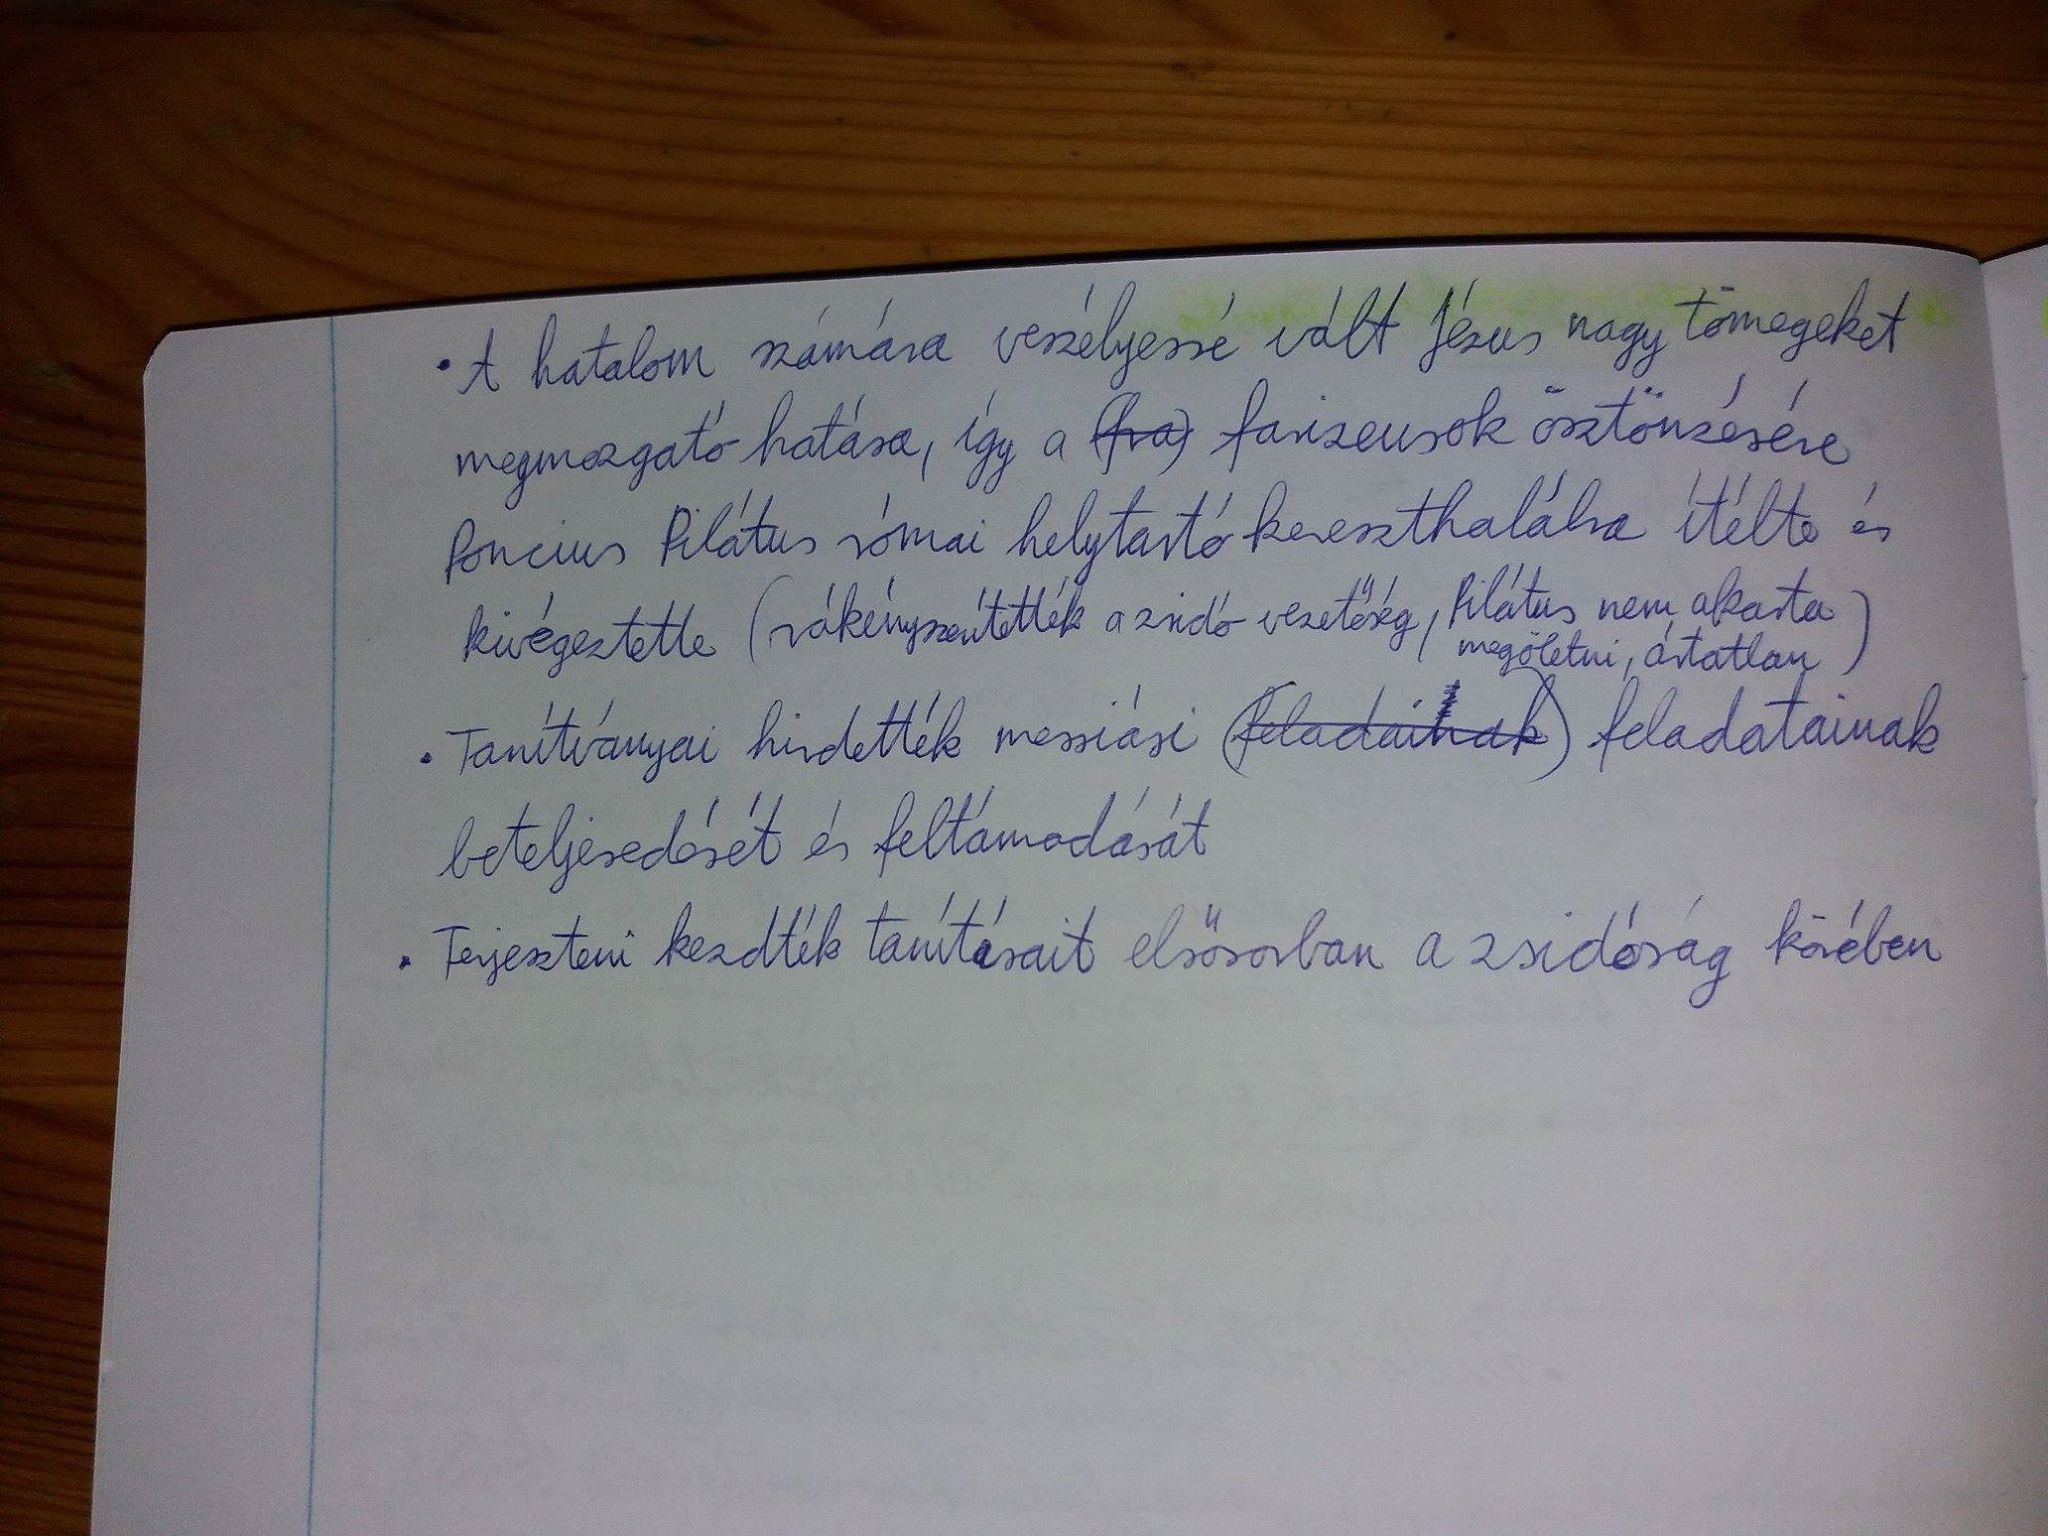 • A hatalom számára veszélyessé vált Jézus nagy tömegeket
megmozgató hatása, így a (fra) farizeusok ösztönzésére
Poncius Pilátus római helytartó kereszthalálra ítélte és
kivégeztette (rákényszerítették a zsidó vezetőség, Pilátus nem akarta
megöletni, ártatlan)
• Tanítványai hirdették messiási (feladainak) feladatainak
beteljesedését és feltámadását
• Terjeszteni kezdték tanításait elsősorban a zsidóság körében